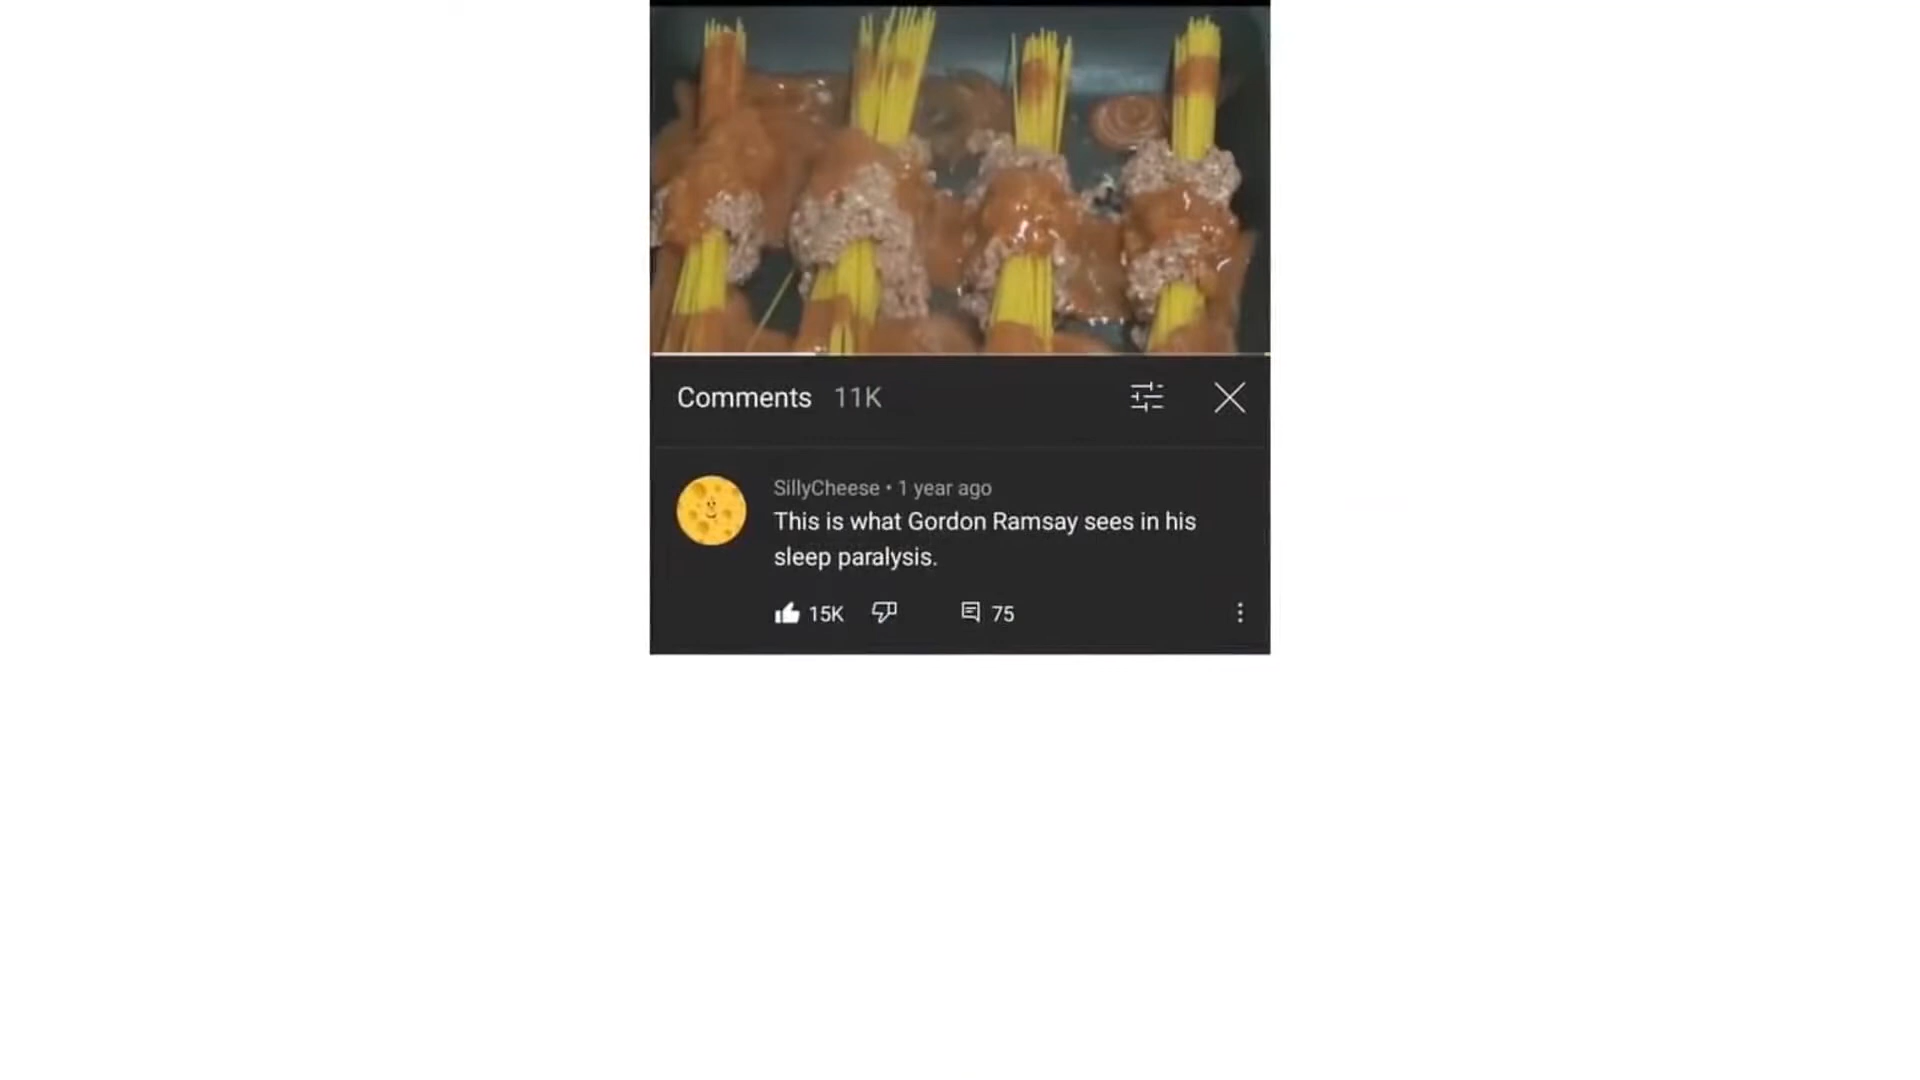 Comments 11K
SillyCheese • 1 year ago
This is what Gordon Ramsay sees in his
sleep paralysis.
15K 75